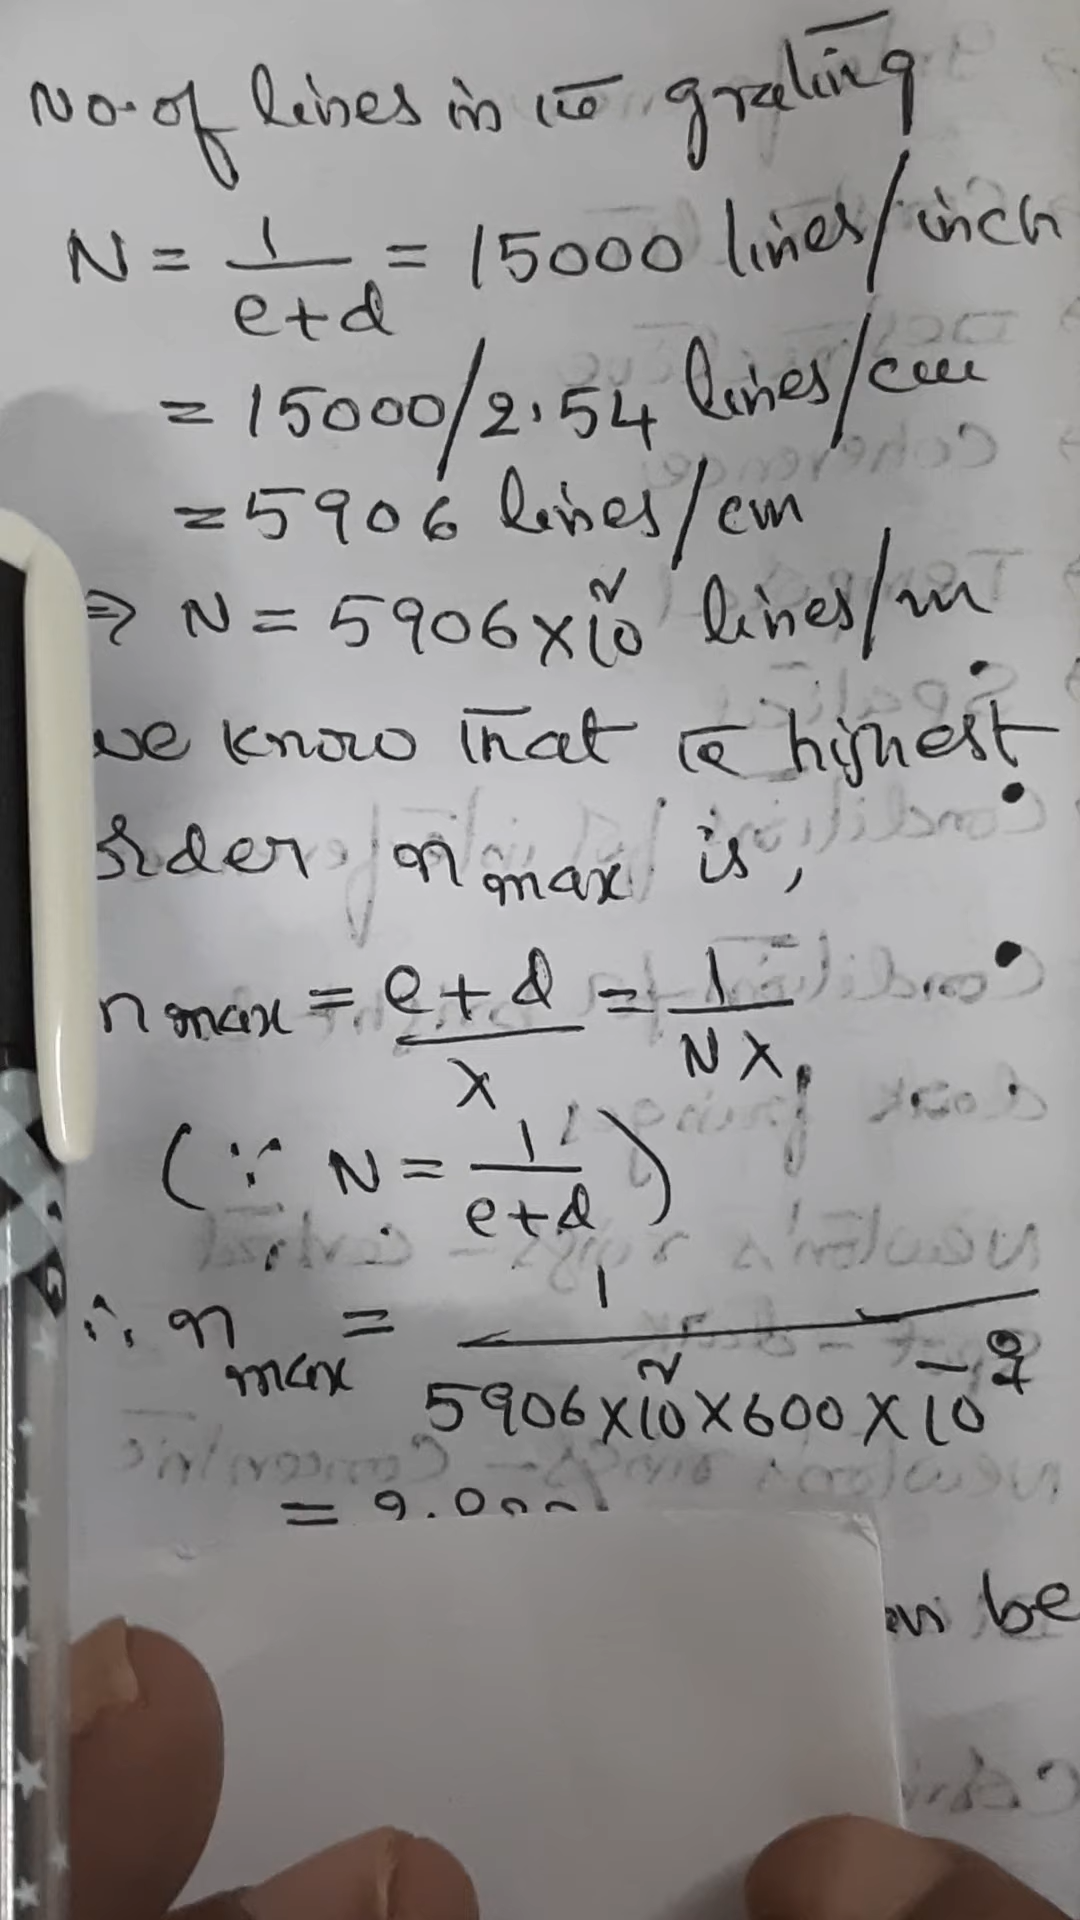 No. of lines in the grating
N = 1/e+d = 15000 lines/inch
= 15000/2.54 lines/cm
= 5906 lines/cm
⇒ N = 5906×10² lines/m
we know that the highest
order n max is,
n max = e+d/λ = 1/Nλ
(∵ N = 1/e+d)
∴ n max = 1/5906×10²×600×10⁻⁹
=
be